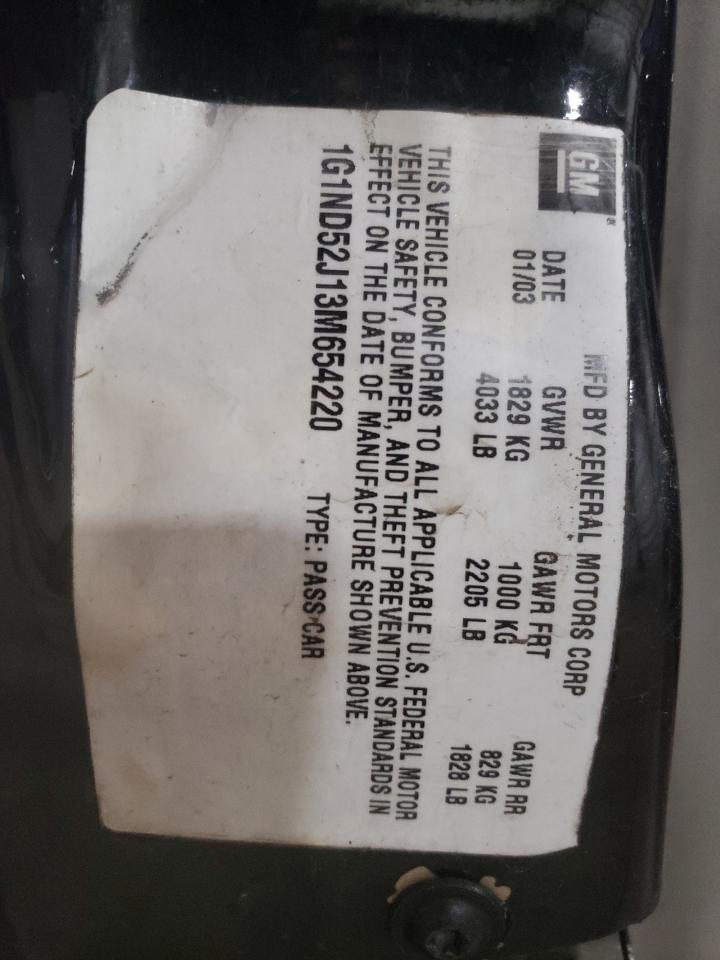 GM
MFD BY GENERAL MOTORS CORP
DATE GVWR GAWR FRT GAWR RR
01/03 1829 KG 1000 KG 829 KG
4033 LB 2205 LB 1828 LB
THIS VEHICLE CONFORMS TO ALL APPLICABLE U.S. FEDERAL MOTOR
VEHICLE SAFETY, BUMPER, AND THEFT PREVENTION STANDARDS IN
EFFECT ON THE DATE OF MANUFACTURE SHOWN ABOVE.
1G1ND52J13M654220 TYPE: PASS CAR